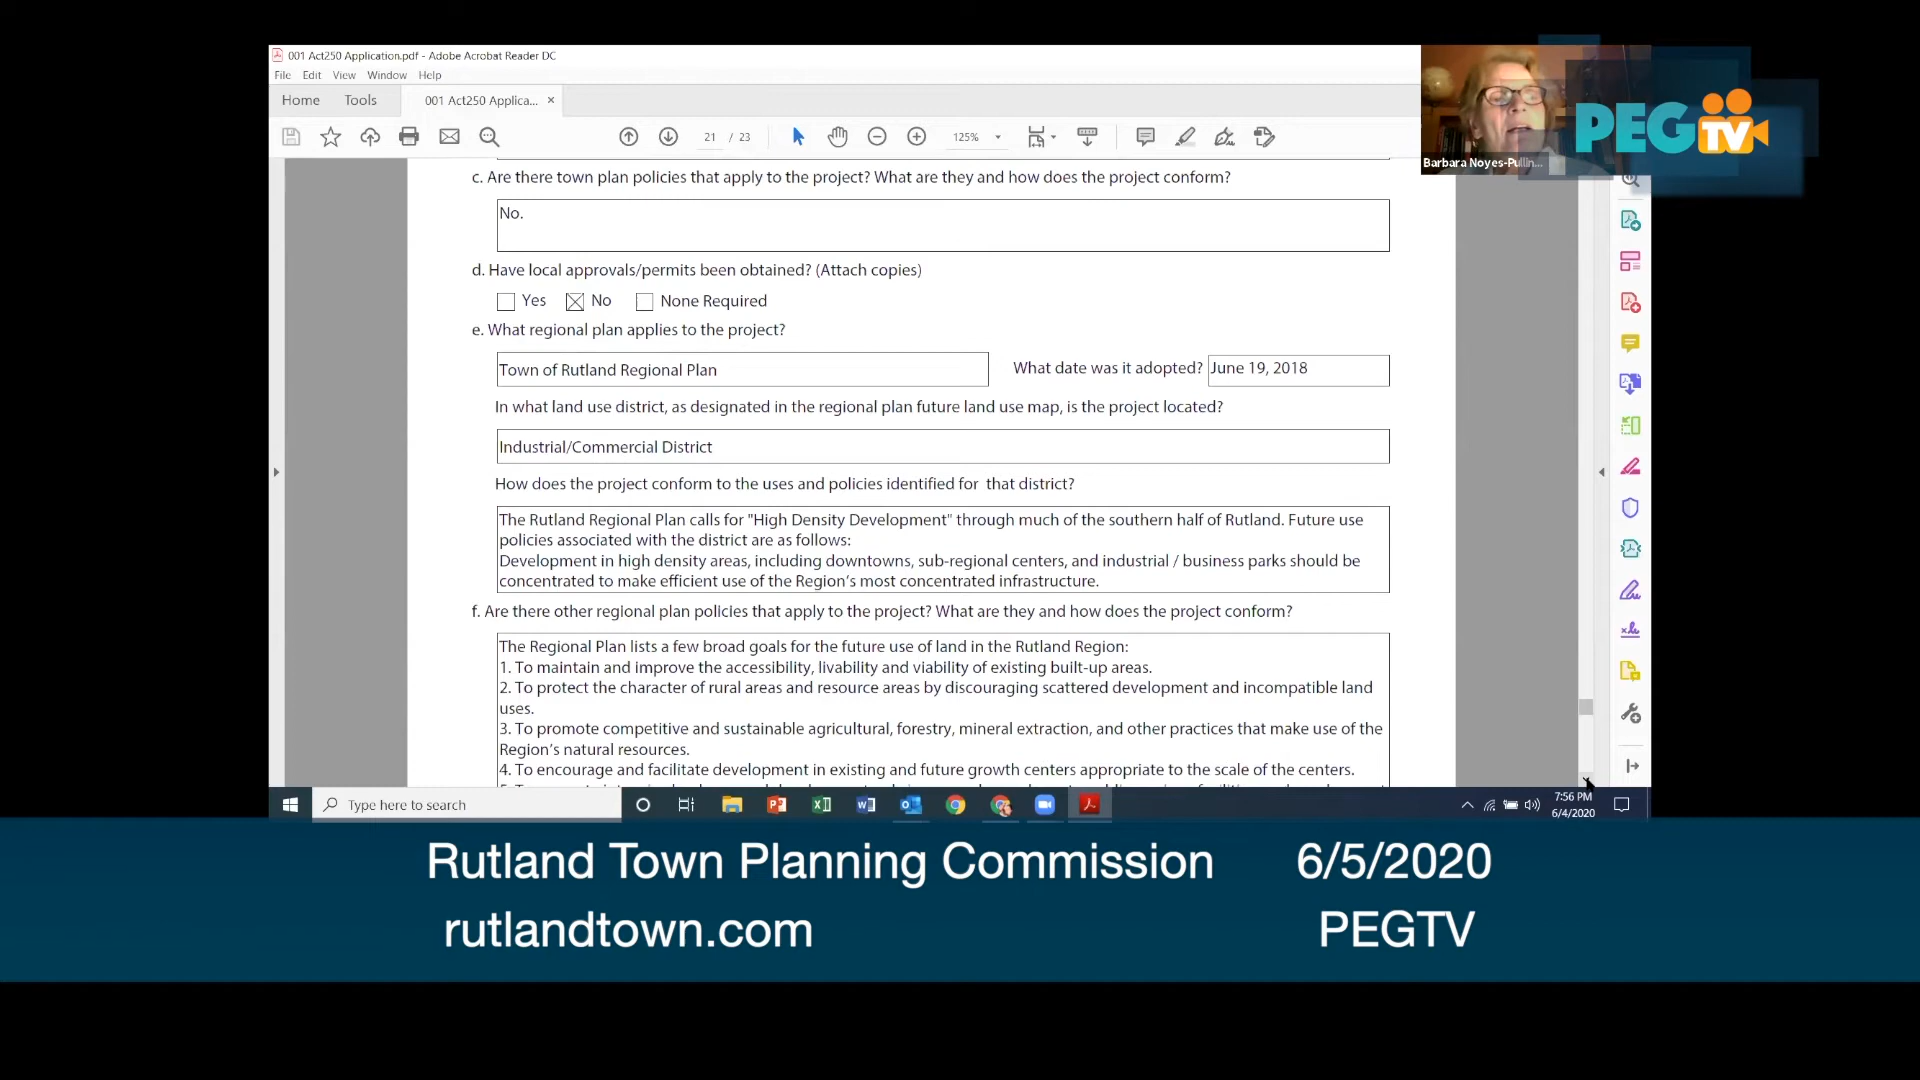 001 Act250 Application.pdf - Adobe Acrobat Reader DC
File Edit View Window Help
Home Tools 001 Act250 Applica... ×
21 / 23 125%
Barbara Noyes-Pullin...
PEGTV
c. Are there town plan policies that apply to the project? What are they and how does the project conform?
No.
d. Have local approvals/permits been obtained? (Attach copies)
Yes No None Required
e. What regional plan applies to the project?
Town of Rutland Regional Plan What date was it adopted? June 19, 2018
In what land use district, as designated in the regional plan future land use map, is the project located?
Industrial/Commercial District
How does the project conform to the uses and policies identified for that district?
The Rutland Regional Plan calls for "High Density Development" through much of the southern half of Rutland. Future use
policies associated with the district are as follows:
Development in high density areas, including downtowns, sub-regional centers, and industrial / business parks should be
concentrated to make efficient use of the Region's most concentrated infrastructure.
f. Are there other regional plan policies that apply to the project? What are they and how does the project conform?
The Regional Plan lists a few broad goals for the future use of land in the Rutland Region:
1. To maintain and improve the accessibility, livability and viability of existing built-up areas.
2. To protect the character of rural areas and resource areas by discouraging scattered development and incompatible land
uses.
3. To promote competitive and sustainable agricultural, forestry, mineral extraction, and other practices that make use of the
Region's natural resources.
4. To encourage and facilitate development in existing and future growth centers appropriate to the scale of the centers.
Type here to search
7:56 PM
6/4/2020
Rutland Town Planning Commission 6/5/2020
rutlandtown.com PEGTV